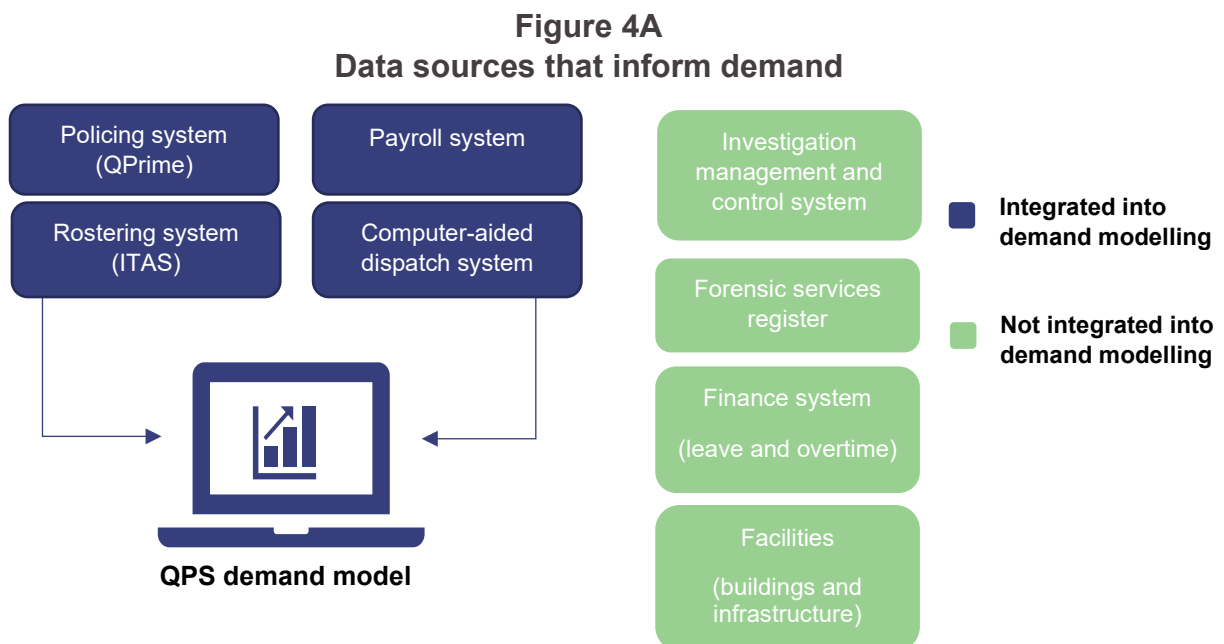 Figure 4A
Data sources that inform demand
Policing system
(QPrime)
Payroll system
Rostering system
(ITAS)
Computer-aided
dispatch system
QPS demand model
Investigation
management and
control system
Forensic services
register
Finance system
(leave and overtime)
Facilities
(buildings and
infrastructure)
Integrated into
demand modelling
Not integrated into
demand modelling